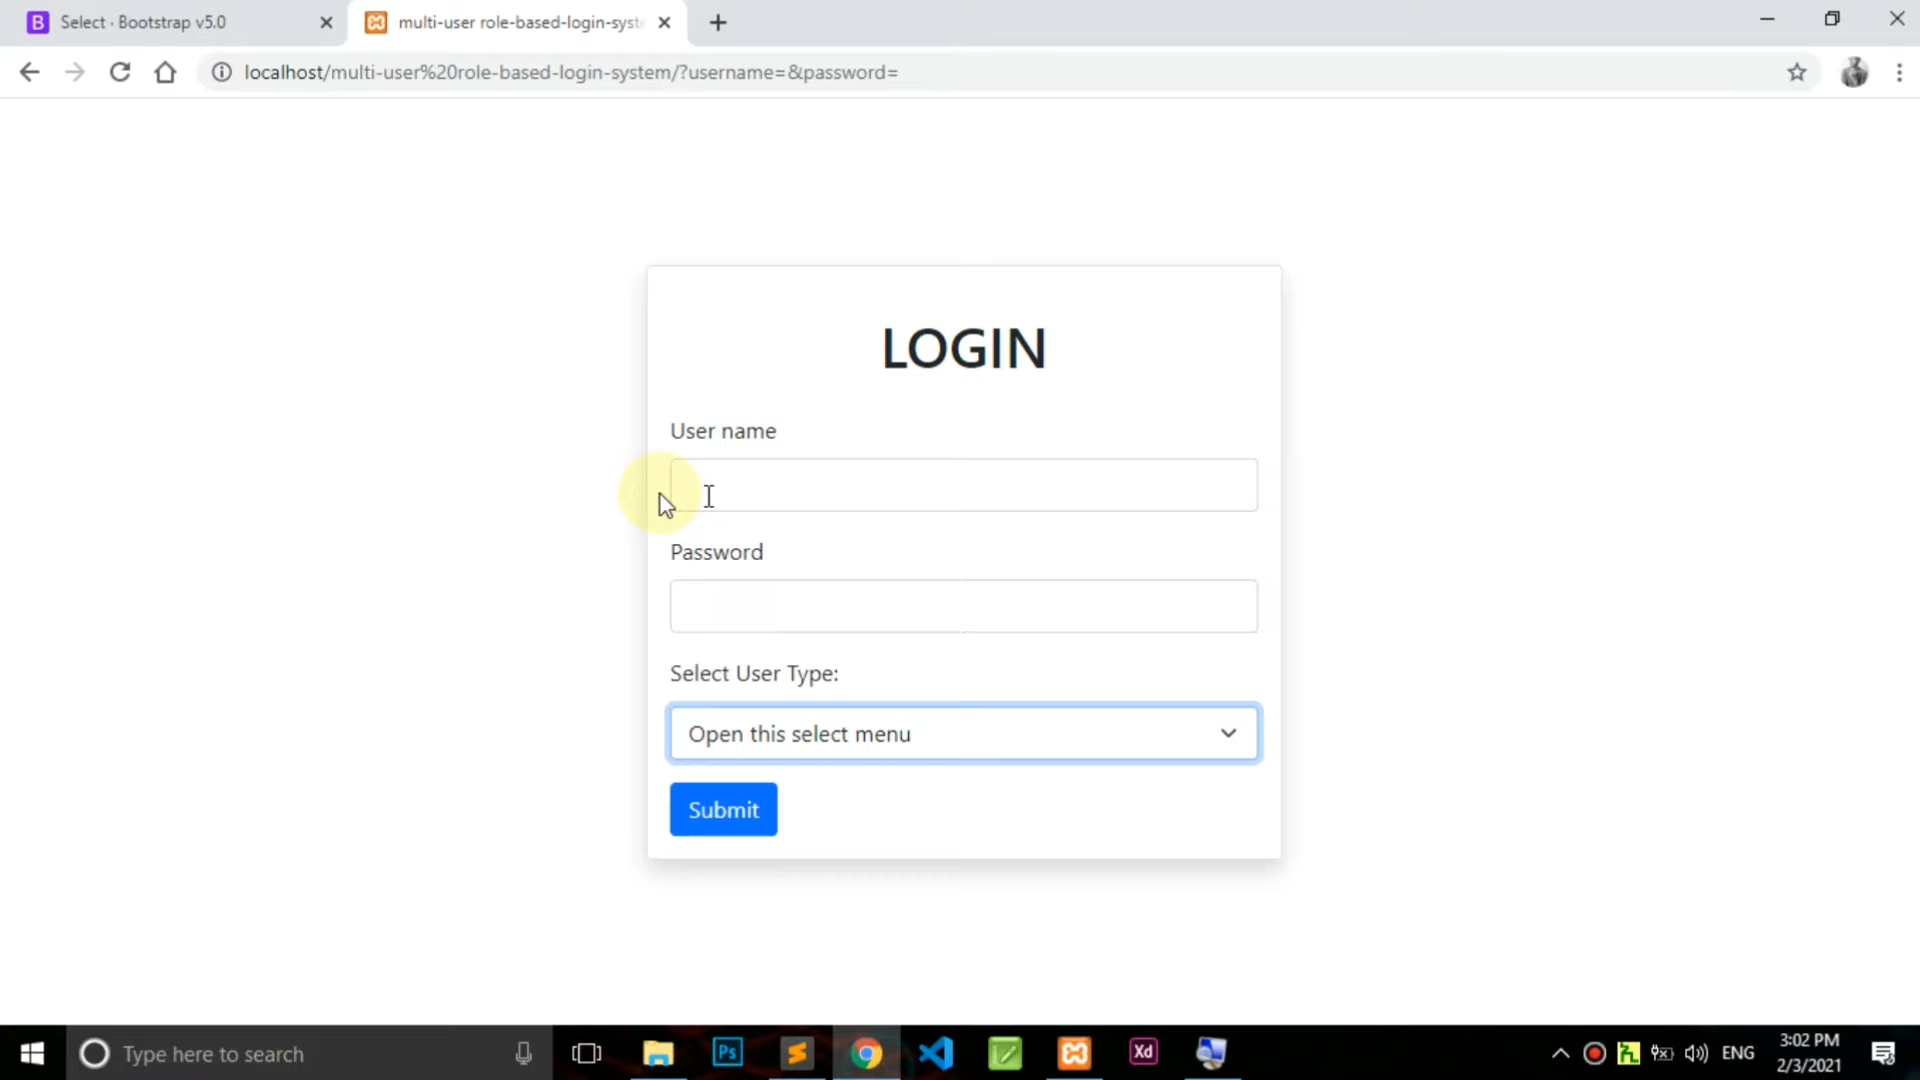 B Select · Bootstrap v5.0
multi-user role-based-login-syst
localhost/multi-user%20role-based-login-system/?username=&password=
LOGIN
User name
Password
Select User Type:
Open this select menu
Submit
Type here to search
Ps
Xd
ENG
3:02 PM
2/3/2021